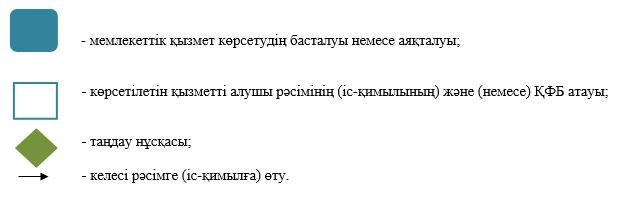 - мемлекеттік қызмет көрсетудің басталуы немесе аяқталуы;
- көрсетілетін қызметті алушы рәсімінің (іс-қимылының) және (немесе) ҚФБ атауы;
- таңдау нұсқасы;
- келесі рәсімге (іс-қимылға) өту.